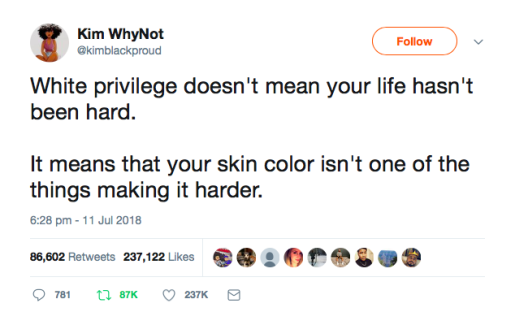 Kim WhyNot
@kimblackproud
Follow
White privilege doesn't mean your life hasn't
been hard.
It means that your skin color isn't one of the
things making it harder.
6:28 pm - 11 Jul 2018
86,602 Retweets 237,122 Likes
781 87K 237K